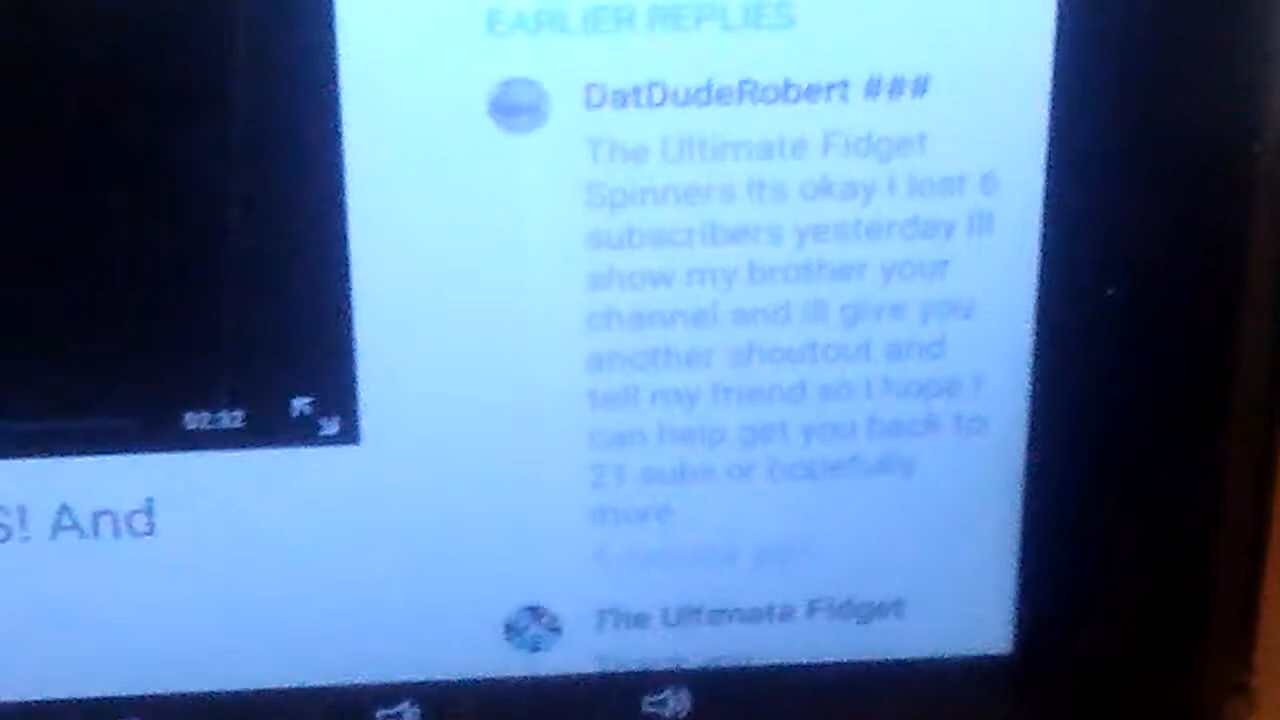 EARLIER REPLIES
DatDudeRobert ###
The Ultimate Fidget
Spinners Its okay I lost 6
subscribers yesterday Ill
show my brother your
channel and ill give you
another shoutout and
tell my friend so I hope I
can help get you back to
21 subs or hopefully
more
02:32
S! And
The Ultimate Fidget